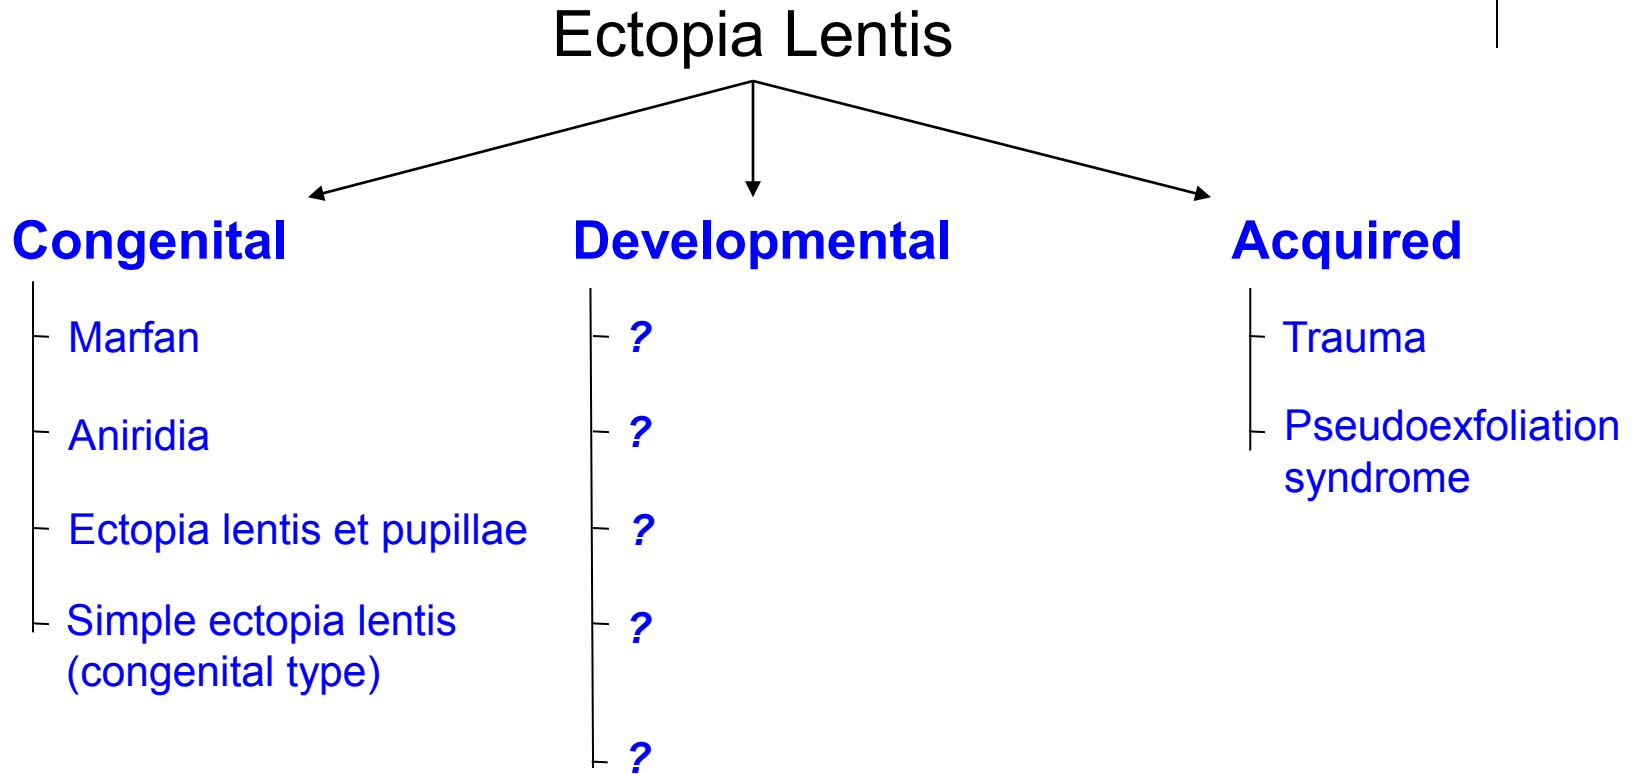 Ectopia Lentis
Congenital
Marfan
Aniridia
Ectopia lentis et pupillae
Simple ectopia lentis
(congenital type)
Developmental
?
?
?
?
?
Acquired
Trauma
Pseudoexfoliation
syndrome